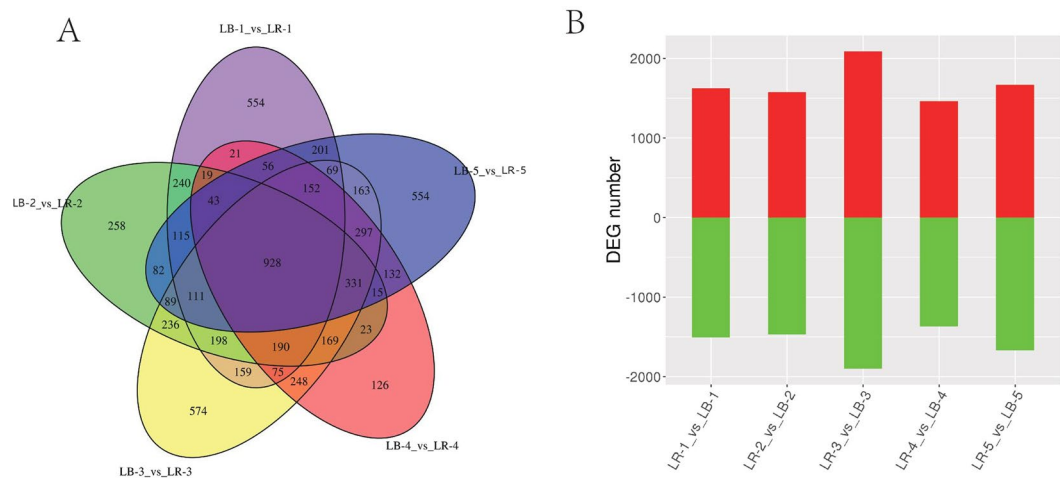 A
LB-1_vs_LR-1
554
21
201
56
69
LB-5_vs_LR-5
240
19
152
163
554
43
LB-2_vs_LR-2
258
115
297
928
82
132
331
15
89
111
236
23
198
190
169
159
75
248
126
574
LB-4_vs_LR-4
LB-3_vs_LR-3
B
DEG number
2000
1000
0
-1000
-2000
LR-1_vs_LB-1
LR-2_vs_LB-2
LR-3_vs_LB-3
LR-4_vs_LB-4
LR-5_vs_LB-5